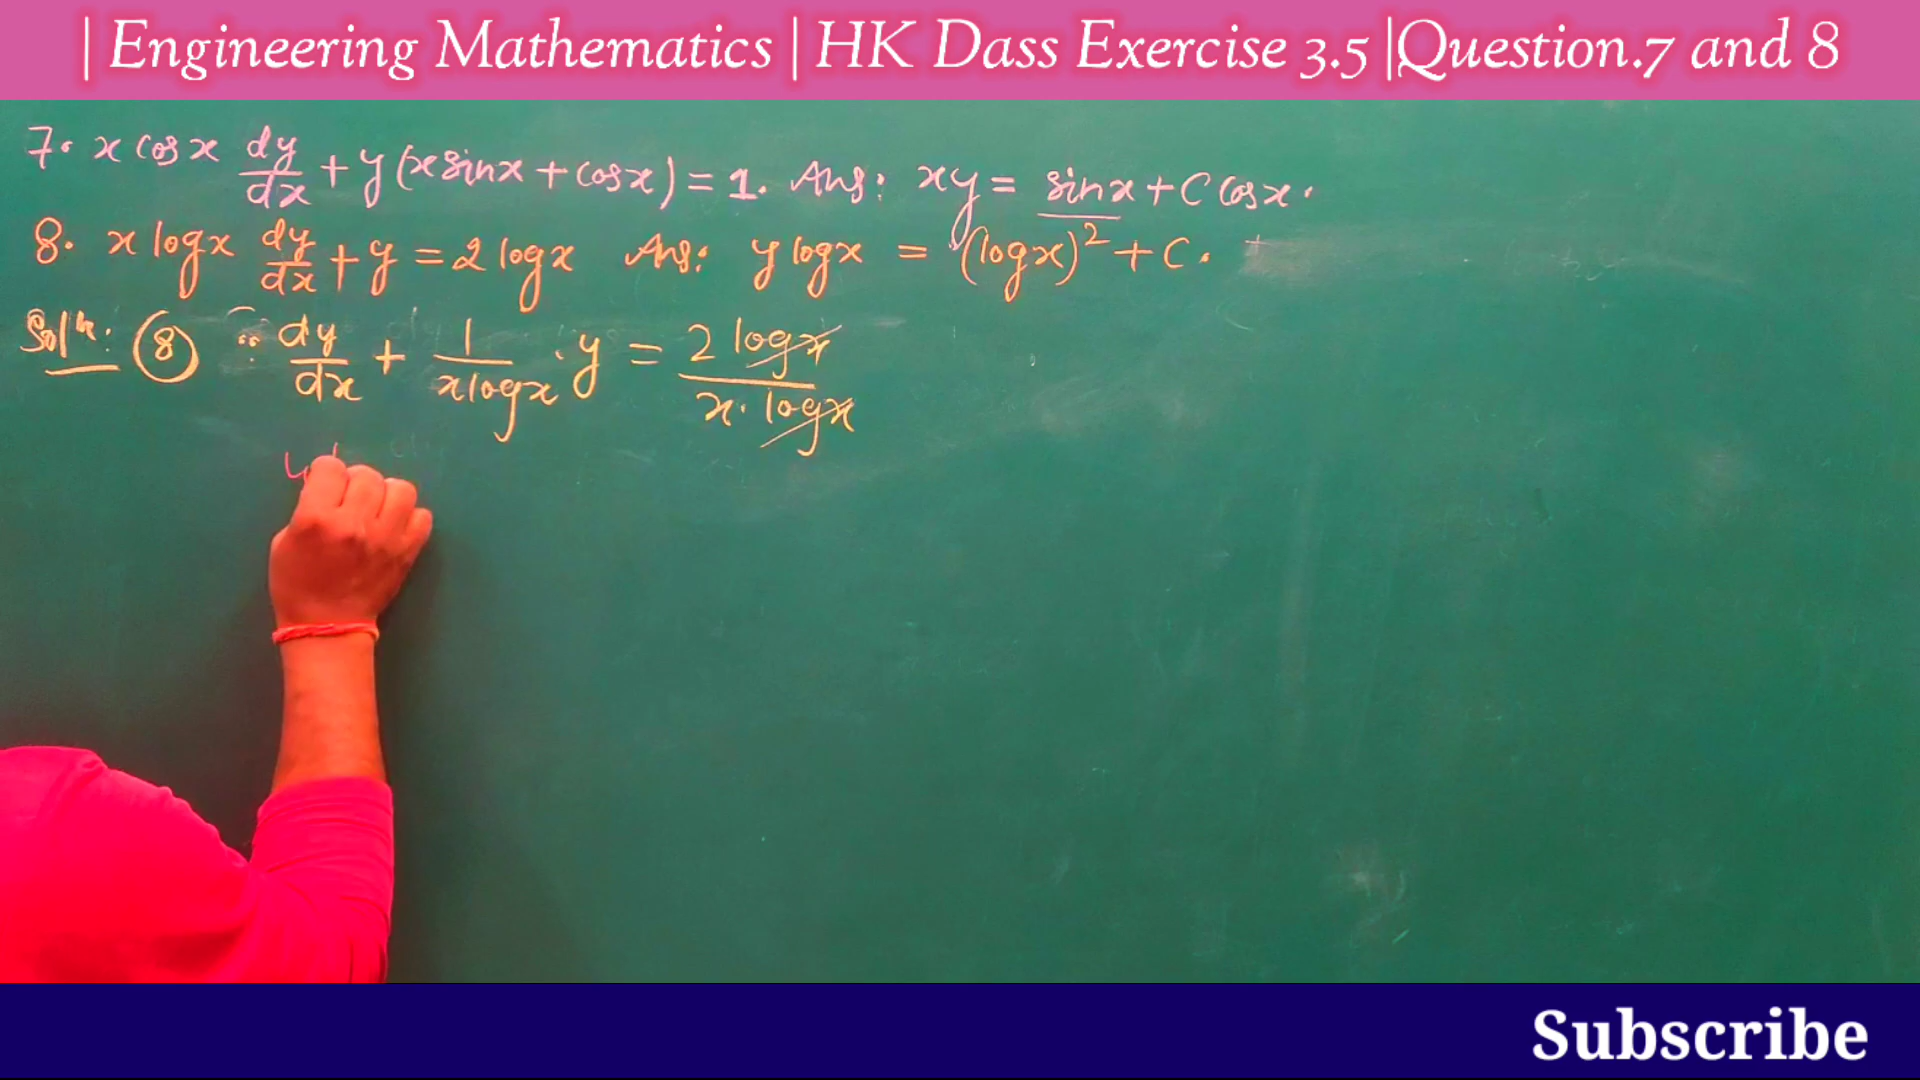 | Engineering Mathematics | HK Dass Exercise 3.5 |Question.7 and 8
7. x cos x dy/dx + y (x sin x + cos x) = 1. Ans: xy = sin x + C cos x.
8. x log x dy/dx + y = 2 log x Ans: y log x = (log x)² + C.
Solⁿ: ⑧ ∵ dy/dx + 1/(x log x) · y = 2 log x/(x · log x)
Subscribe